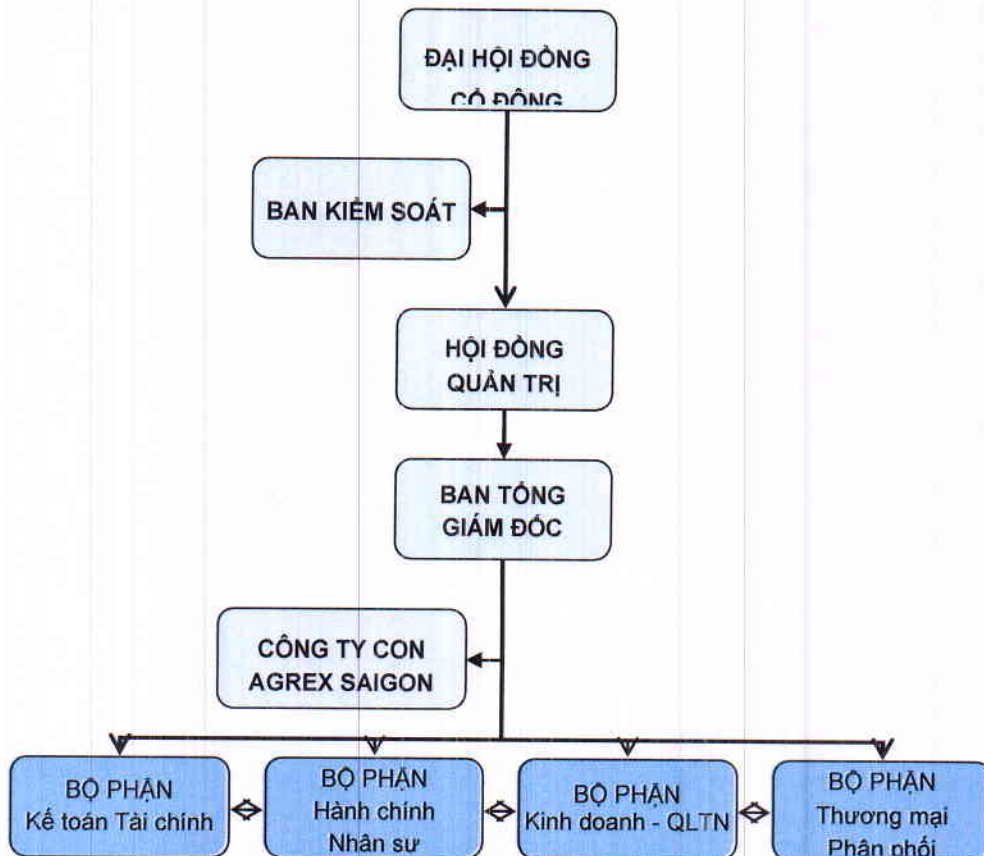 ĐẠI HỘI ĐỒNG
CỔ ĐÔNG
BAN KIỂM SOÁT
HỘI ĐỒNG
QUẢN TRỊ
BAN TỔNG
GIÁM ĐỐC
CÔNG TY CON
AGREX SAIGON
BỘ PHẬN
Kế toán Tài chính
BỘ PHẬN
Hành chính
Nhân sự
BỘ PHẬN
Kinh doanh - QLTN
BỘ PHẬN
Thương mại
Phân phối